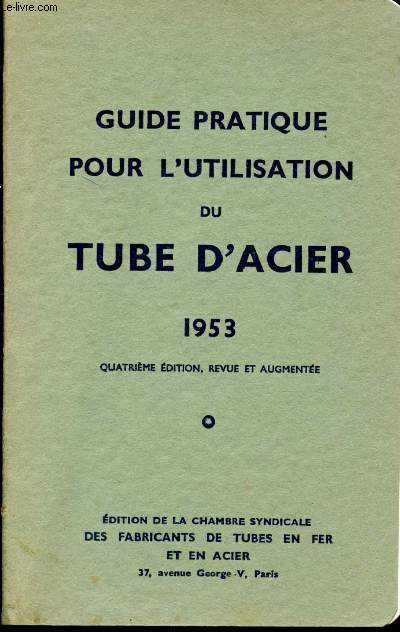 Le-livre.com
GUIDE PRATIQUE
POUR L'UTILISATION
DU
TUBE D'ACIER
1953
QUATRIÈME ÉDITION, REVUE ET AUGMENTÉE
ÉDITION DE LA CHAMBRE SYNDICALE
DES FABRICANTS DE TUBES EN FER
ET EN ACIER
37, avenue George-V, Paris